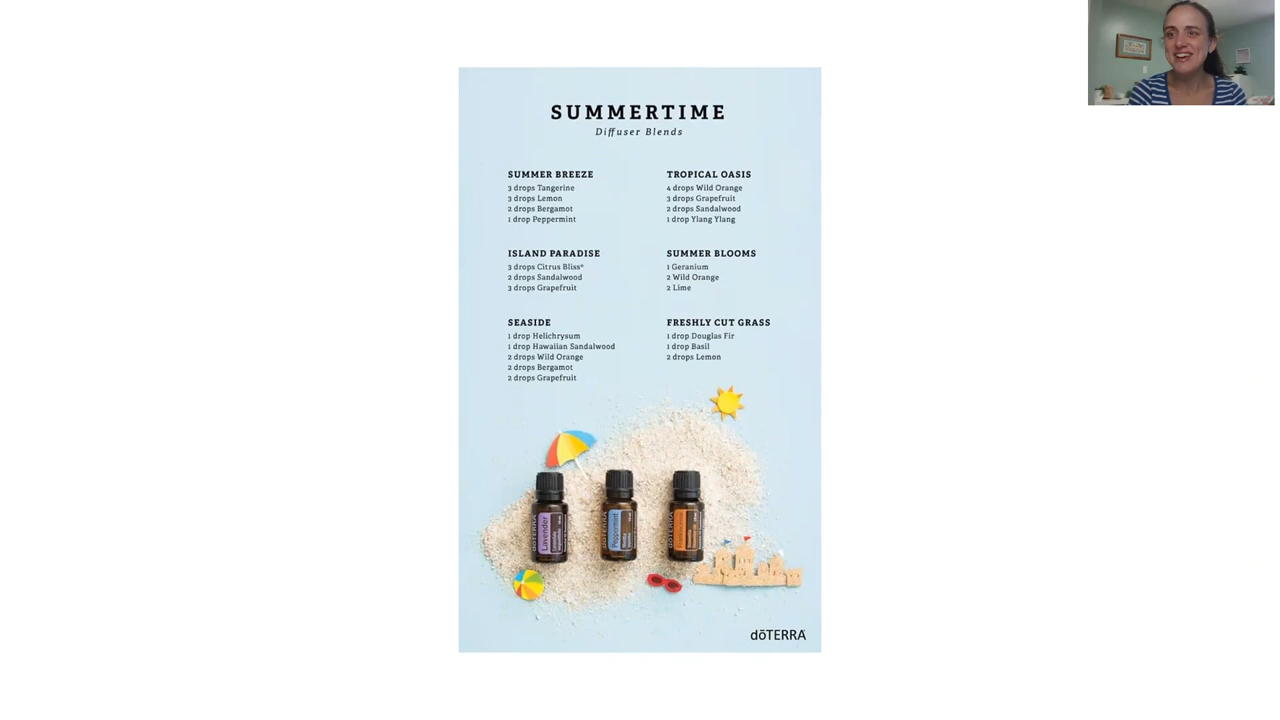 SUMMERTIME
Diffuser Blends
SUMMER BREEZE
3 drops Tangerine
3 drops Lemon
2 drops Bergamot
1 drop Peppermint
TROPICAL OASIS
4 drops Wild Orange
3 drops Grapefruit
2 drops Sandalwood
1 drop Ylang Ylang
ISLAND PARADISE
3 drops Citrus Bliss®
2 drops Sandalwood
3 drops Grapefruit
SUMMER BLOOMS
1 Geranium
2 Wild Orange
2 Lime
SEASIDE
1 drop Helichrysum
1 drop Hawaiian Sandalwood
2 drops Wild Orange
2 drops Bergamot
2 drops Grapefruit
FRESHLY CUT GRASS
1 drop Douglas Fir
1 drop Basil
2 drops Lemon
dōTERRA
Lavender
dōTERRA
Peppermint
dōTERRA
Frankincense
dōTERRA